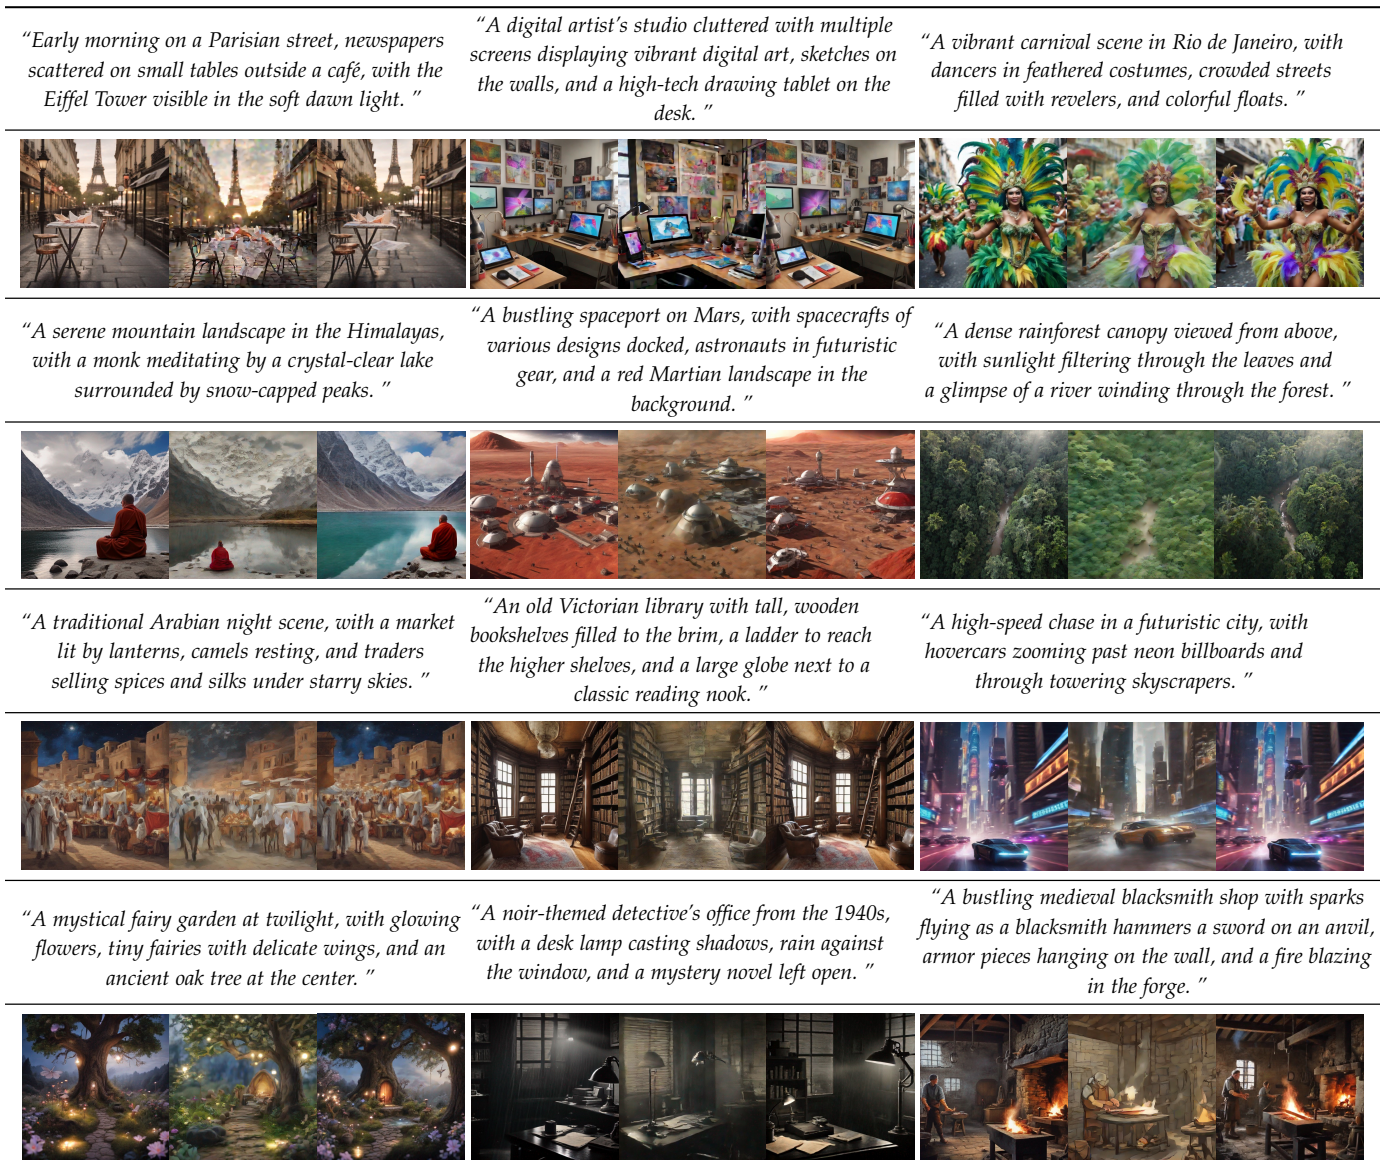 “Early morning on a Parisian street, newspapers
scattered on small tables outside a café, with the
Eiffel Tower visible in the soft dawn light. ”
“A digital artist’s studio cluttered with multiple
screens displaying vibrant digital art, sketches on
the walls, and a high-tech drawing tablet on the
desk. ”
“A vibrant carnival scene in Rio de Janeiro, with
dancers in feathered costumes, crowded streets
filled with revelers, and colorful floats. ”
“A serene mountain landscape in the Himalayas,
with a monk meditating by a crystal-clear lake
surrounded by snow-capped peaks. ”
“A bustling spaceport on Mars, with spacecrafts of
various designs docked, astronauts in futuristic
gear, and a red Martian landscape in the
background. ”
“A dense rainforest canopy viewed from above,
with sunlight filtering through the leaves and
a glimpse of a river winding through the forest. ”
“A traditional Arabian night scene, with a market
lit by lanterns, camels resting, and traders
selling spices and silks under starry skies. ”
“An old Victorian library with tall, wooden
bookshelves filled to the brim, a ladder to reach
the higher shelves, and a large globe next to a
classic reading nook. ”
“A high-speed chase in a futuristic city, with
hovercars zooming past neon billboards and
through towering skyscrapers. ”
“A mystical fairy garden at twilight, with glowing
flowers, tiny fairies with delicate wings, and an
ancient oak tree at the center. ”
“A noir-themed detective’s office from the 1940s,
with a desk lamp casting shadows, rain against
the window, and a mystery novel left open. ”
“A bustling medieval blacksmith shop with sparks
flying as a blacksmith hammers a sword on an anvil,
armor pieces hanging on the wall, and a fire blazing
in the forge. ”